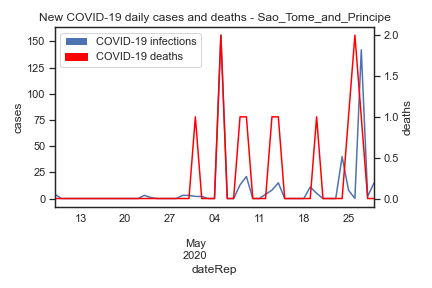 New COVID-19 daily cases and deaths - Sao_Tome_and_Principe
COVID-19 infections
COVID-19 deaths
150
125
100
75
50
25
0
cases
2.0
1.5
1.0
0.5
0.0
deaths
13 20 27 04 11 18 25
May
2020
dateRep